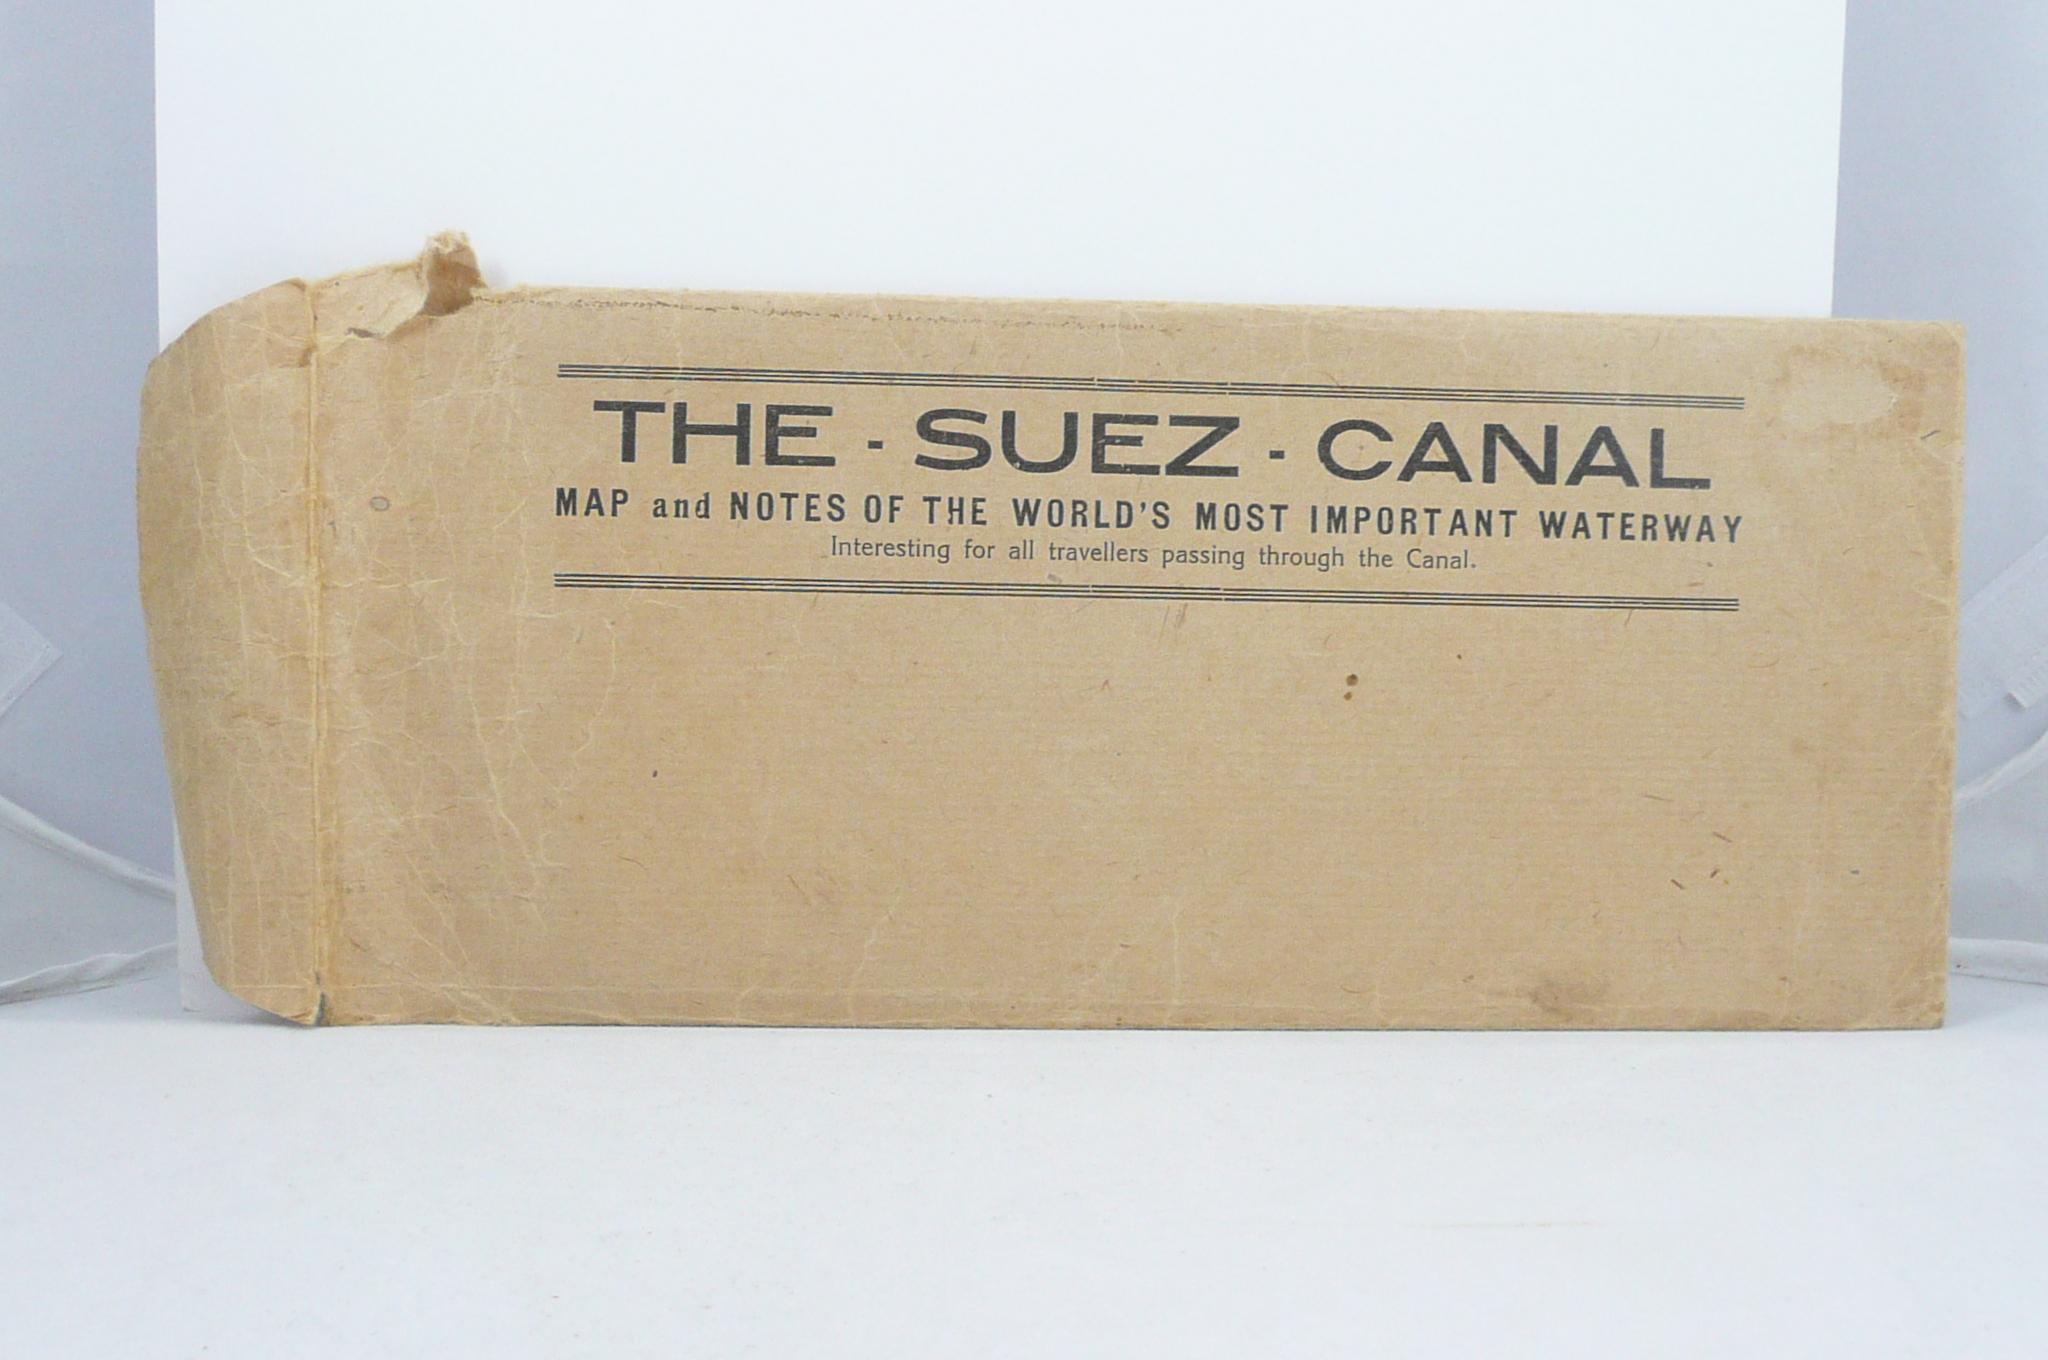 THE - SUEZ - CANAL
MAP and NOTES OF THE WORLD'S MOST IMPORTANT WATERWAY
Interesting for all travellers passing through the Canal.